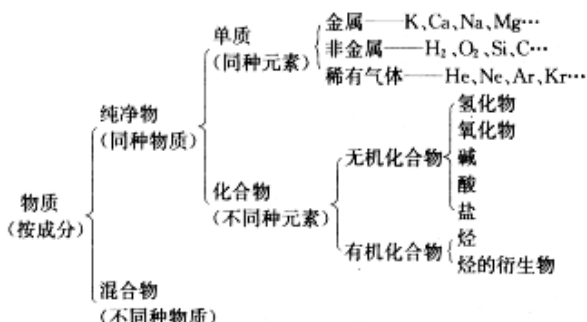 金属——K、Ca、Na、Mg…
单质
非金属——H₂、O₂、Si、C…
(同种元素)
稀有气体——He、Ne、Ar、Kr…
纯净物
(同种物质)
氢化物
氧化物
无机化合物
碱
酸
盐
化合物
(不同种元素)
有机化合物
烃
烃的衍生物
物质
(按成分)
混合物
(不同种物质)